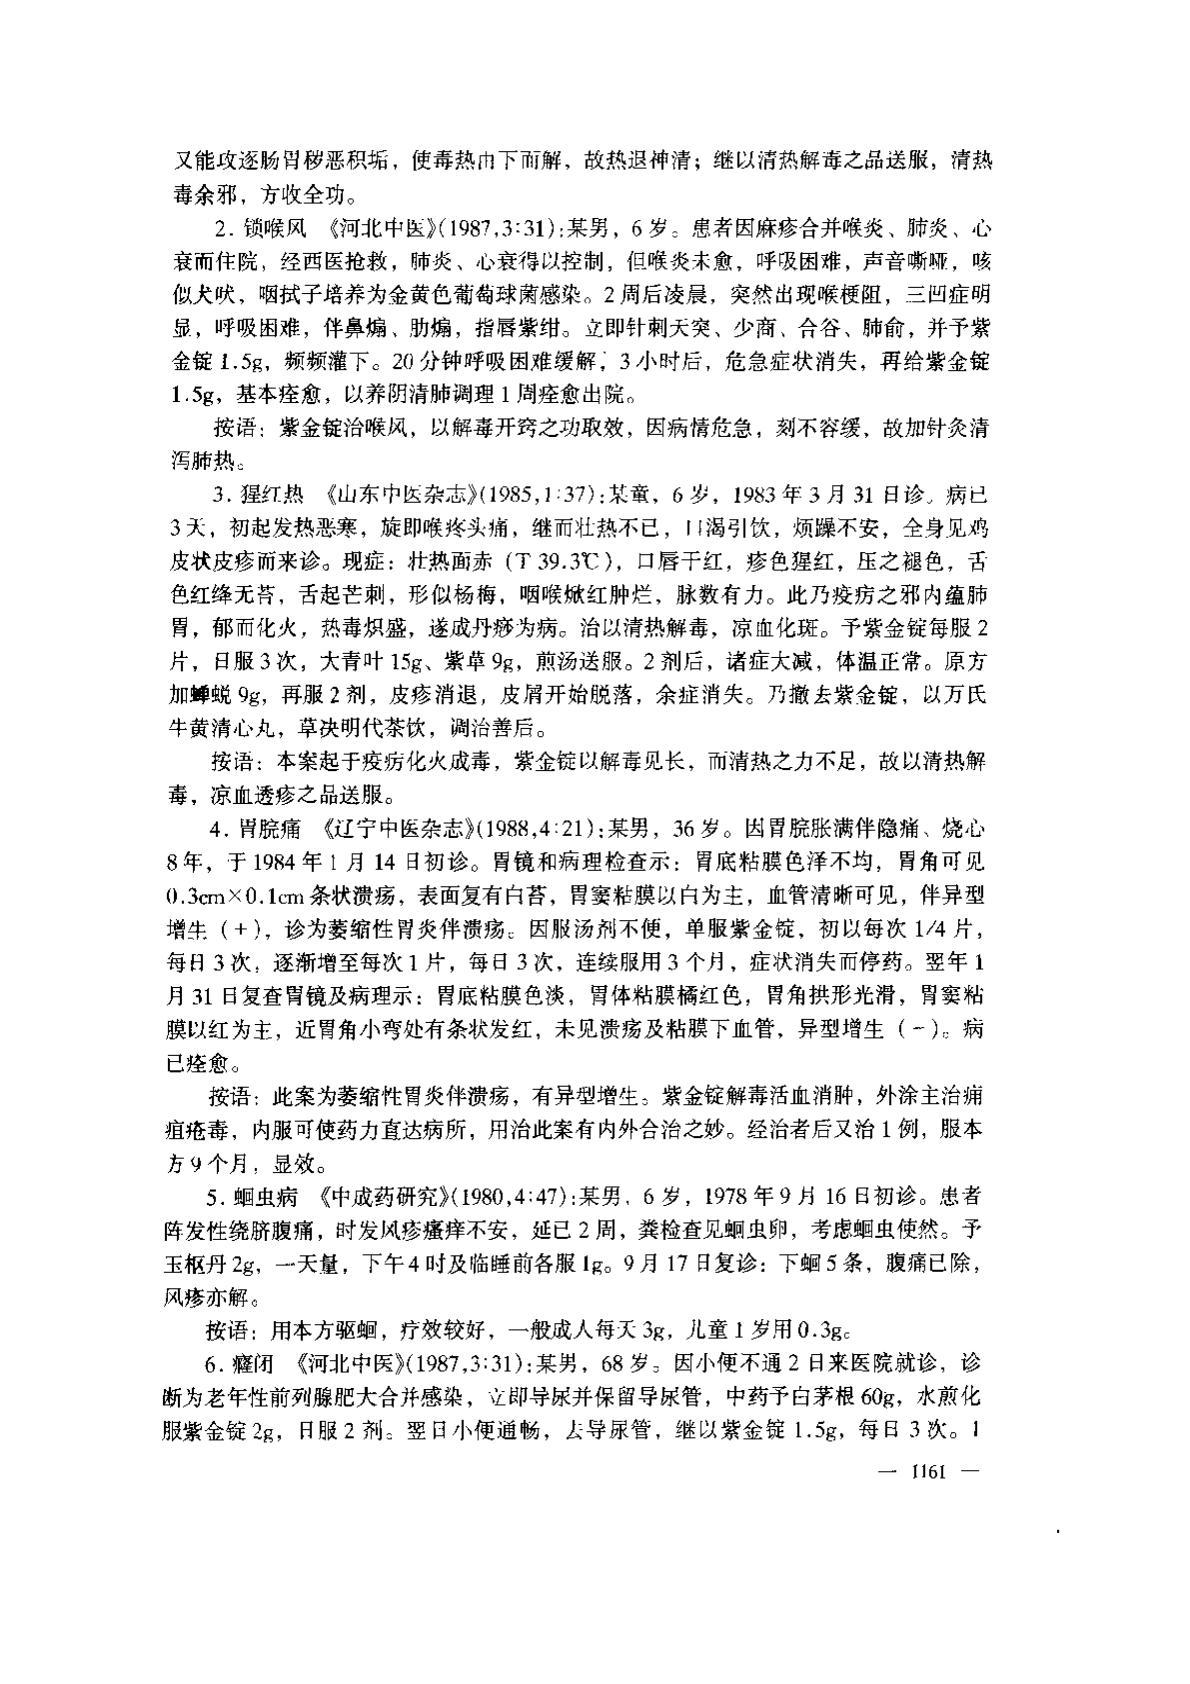 又能攻逐肠胃秽恶积垢，使毒热由下而解，故热退神清；继以清热解毒之品送服，清热
毒余邪，方收全功。
2. 锁喉风 《河北中医》(1987,3:31):某男，6 岁。患者因麻疹合并喉炎、肺炎、心
衰而住院，经西医抢救，肺炎、心衰得以控制，但喉炎未愈，呼吸困难，声音嘶哑，咳
似犬吠，咽拭子培养为金黄色葡萄球菌感染。2 周后凌晨，突然出现喉梗阻，三凹症明
显，呼吸困难，伴鼻煽、肋煽，指唇紫绀。立即针刺天突、少商、合谷、肺俞，并予紫
金锭 1.5g，频频灌下。20 分钟呼吸困难缓解；3 小时后，危急症状消失，再给紫金锭
1.5g，基本痊愈，以养阴清肺调理 1 周痊愈出院。
按语：紫金锭治喉风，以解毒开窍之功取效，因病情危急，刻不容缓，故加针灸清
泻肺热。
3. 猩红热 《山东中医杂志》(1985,1:37):某童，6 岁，1983 年 3 月 31 日诊。病已
3 天，初起发热恶寒，旋即喉疼头痛，继而壮热不已，口渴引饮，烦躁不安，全身见鸡
皮状皮疹而来诊。现症：壮热面赤（T 39.3℃），口唇干红，疹色猩红，压之褪色，舌
色红绛无苔，舌起芒刺，形似杨梅，咽喉焮红肿烂，脉数有力。此乃疫疠之邪内蕴肺
胃，郁而化火，热毒炽盛，遂成丹痧为病。治以清热解毒，凉血化斑。予紫金锭每服 2
片，日服 3 次，大青叶 15g、紫草 9g，煎汤送服。2 剂后，诸症大减，体温正常。原方
加蝉蜕 9g，再服 2 剂，皮疹消退，皮屑开始脱落，余症消失。乃撤去紫金锭，以万氏
牛黄清心丸，草决明代茶饮，调治善后。
按语：本案起于疫疠化火成毒，紫金锭以解毒见长，而清热之力不足，故以清热解
毒，凉血透疹之品送服。
4. 胃脘痛 《辽宁中医杂志》(1988,4:21):某男，36 岁。因胃脘胀满伴隐痛、烧心
8 年，于 1984 年 1 月 14 日初诊。胃镜和病理检查示：胃底粘膜色泽不均，胃角可见
0.3cm×0.1cm 条状溃疡，表面复有白苔，胃窦粘膜以白为主，血管清晰可见，伴异型
增生（+），诊为萎缩性胃炎伴溃疡。因服汤剂不便，单服紫金锭，初以每次 1/4 片，
每日 3 次，逐渐增至每次 1 片，每日 3 次，连续服用 3 个月，症状消失而停药。翌年 1
月 31 日复查胃镜及病理示：胃底粘膜色淡，胃体粘膜橘红色，胃角拱形光滑，胃窦粘
膜以红为主，近胃角小弯处有条状发红，未见溃疡及粘膜下血管，异型增生（-）。病
已痊愈。
按语：此案为萎缩性胃炎伴溃疡，有异型增生。紫金锭解毒活血消肿，外涂主治痈
疽疮毒，内服可使药力直达病所，用治此案有内外合治之妙。经治者后又治 1 例，服本
方 9 个月，显效。
5. 蛔虫病 《中成药研究》(1980,4:47):某男，6 岁，1978 年 9 月 16 日初诊。患者
阵发性绕脐腹痛，时发风疹瘙痒不安，延已 2 周，粪检查见蛔虫卵，考虑蛔虫使然。予
玉枢丹 2g，一天量，下午 4 时及临睡前各服 1g。9 月 17 日复诊：下蛔 5 条，腹痛已除，
风疹亦解。
按语：用本方驱蛔，疗效较好，一般成人每天 3g，儿童 1 岁用 0.3g。
6. 癃闭 《河北中医》(1987,3:31):某男，68 岁。因小便不通 2 日来医院就诊，诊
断为老年性前列腺肥大合并感染，立即导尿并保留导尿管，中药予白茅根 60g，水煎化
服紫金锭 2g，日服 2 剂。翌日小便通畅，去导尿管，继以紫金锭 1.5g，每日 3 次。1
— 1161 —